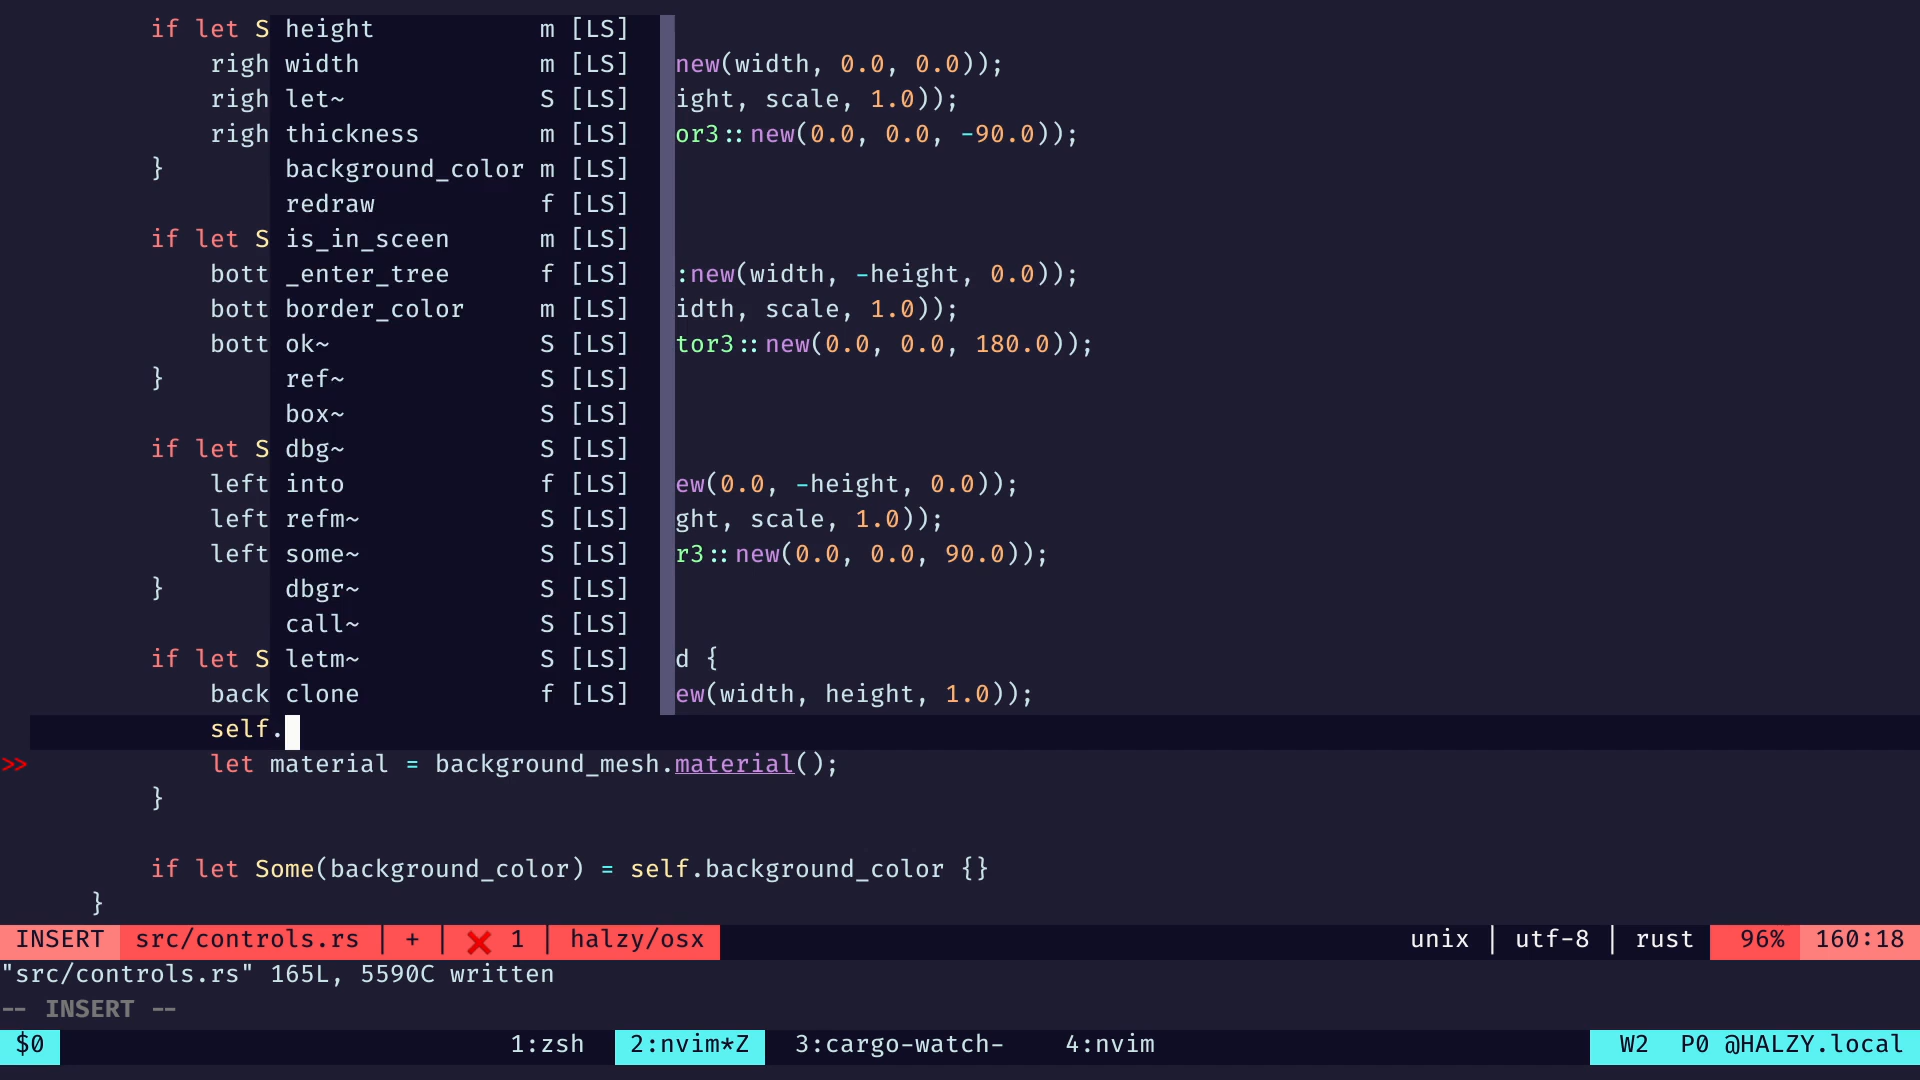 if let S height m [LS]
righ width m [LS] new(width, 0.0, 0.0));
righ let~ S [LS] ight, scale, 1.0));
righ thickness m [LS] or3::new(0.0, 0.0, -90.0));
} background_color m [LS]
redraw f [LS]
if let S is_in_sceen m [LS]
bott _enter_tree f [LS] :new(width, -height, 0.0));
bott border_color m [LS] idth, scale, 1.0));
bott ok~ S [LS] tor3::new(0.0, 0.0, 180.0));
} ref~ S [LS]
box~ S [LS]
if let S dbg~ S [LS]
left into f [LS] ew(0.0, -height, 0.0));
left refm~ S [LS] ght, scale, 1.0));
left some~ S [LS] r3::new(0.0, 0.0, 90.0));
} dbgr~ S [LS]
call~ S [LS]
if let S letm~ S [LS] d {
back clone f [LS] ew(width, height, 1.0));
self.
>> let material = background_mesh.material();
}
if let Some(background_color) = self.background_color {}
}
INSERT src/controls.rs | + | ❌ 1 | halzy/osx unix | utf-8 | rust 96% 160:18
"src/controls.rs" 165L, 5590C written
-- INSERT --
$0 1:zsh 2:nvim*Z 3:cargo-watch- 4:nvim W2 P0 @HALZY.local